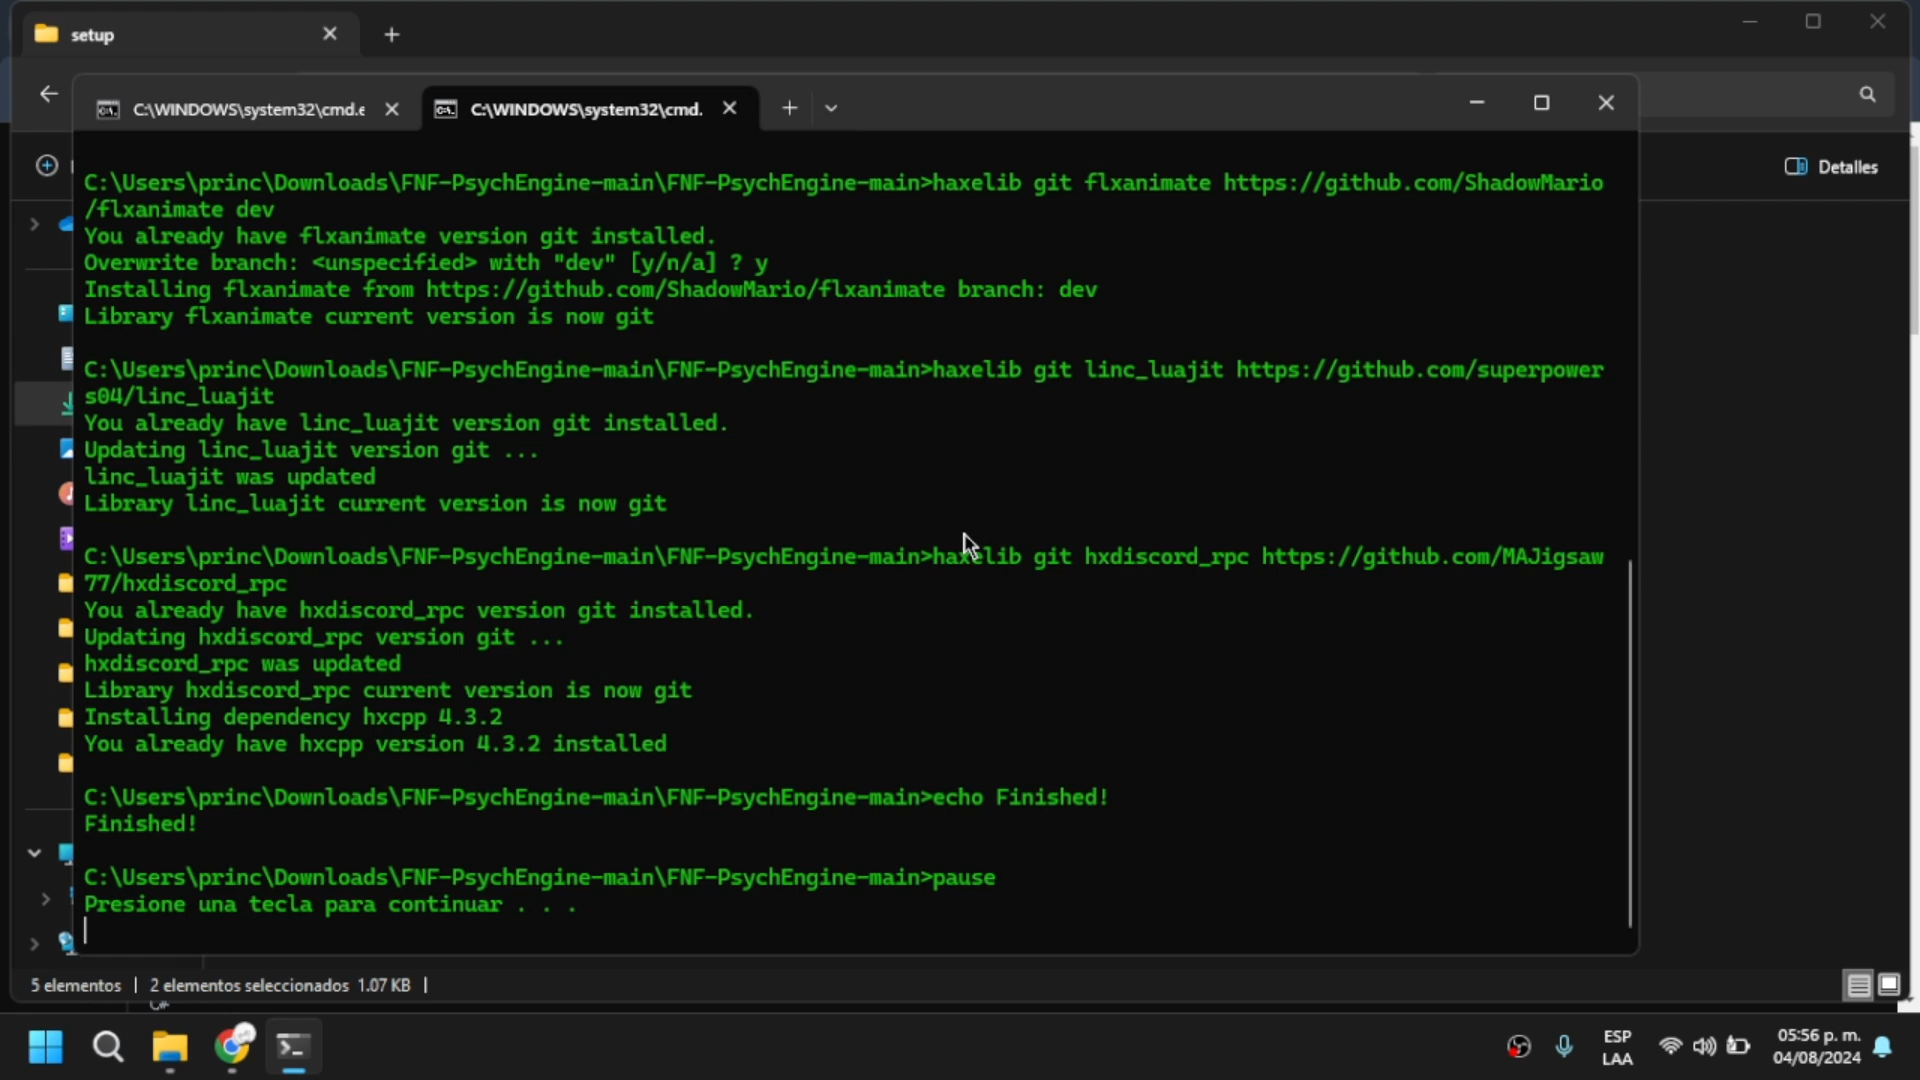 setup
C:\WINDOWS\system32\cmd.e
C:\WINDOWS\system32\cmd.
Detalles
C:\Users\princ\Downloads\FNF-PsychEngine-main\FNF-PsychEngine-main>haxelib git flxanimate https://github.com/ShadowMario
/flxanimate dev
You already have flxanimate version git installed.
Overwrite branch: <unspecified> with "dev" [y/n/a] ? y
Installing flxanimate from https://github.com/ShadowMario/flxanimate branch: dev
Library flxanimate current version is now git
C:\Users\princ\Downloads\FNF-PsychEngine-main\FNF-PsychEngine-main>haxelib git linc_luajit https://github.com/superpower
s04/linc_luajit
You already have linc_luajit version git installed.
Updating linc_luajit version git ...
linc_luajit was updated
Library linc_luajit current version is now git
C:\Users\princ\Downloads\FNF-PsychEngine-main\FNF-PsychEngine-main>haxelib git hxdiscord_rpc https://github.com/MAJigsaw
77/hxdiscord_rpc
You already have hxdiscord_rpc version git installed.
Updating hxdiscord_rpc version git ...
hxdiscord_rpc was updated
Library hxdiscord_rpc current version is now git
Installing dependency hxcpp 4.3.2
You already have hxcpp version 4.3.2 installed
C:\Users\princ\Downloads\FNF-PsychEngine-main\FNF-PsychEngine-main>echo Finished!
Finished!
C:\Users\princ\Downloads\FNF-PsychEngine-main\FNF-PsychEngine-main>pause
Presione una tecla para continuar . . .
5 elementos | 2 elementos seleccionados 1.07 KB |
C#
ESP
LAA
05:56 p. m.
04/08/2024